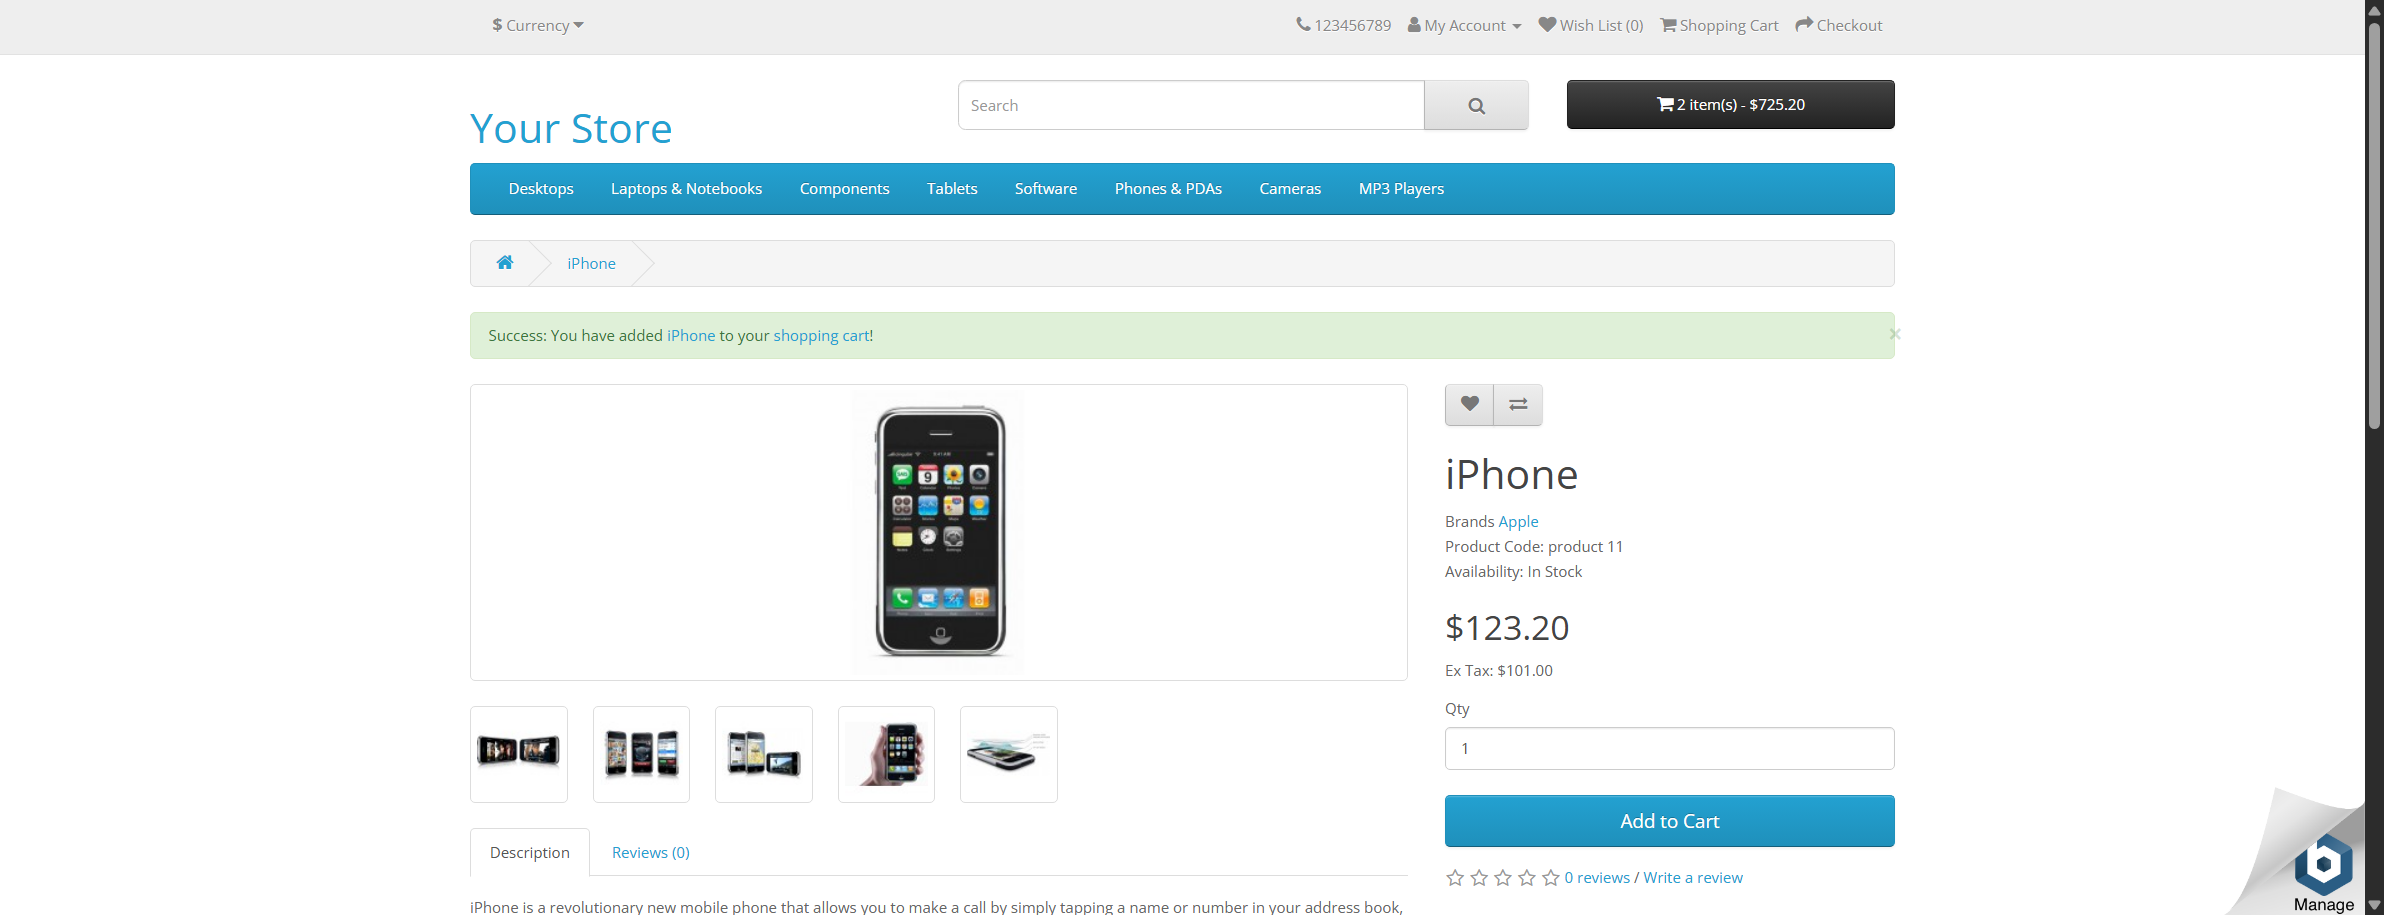 $ Currency
123456789 My Account Wish List (0) Shopping Cart Checkout
Your Store
Search
2 item(s) - $725.20
Desktops Laptops & Notebooks Components Tablets Software Phones & PDAs Cameras MP3 Players
iPhone
Success: You have added iPhone to your shopping cart!
×
iPhone
Brands Apple
Product Code: product 11
Availability: In Stock
$123.20
Ex Tax: $101.00
Qty
1
Add to Cart
0 reviews / Write a review
Description Reviews (0)
iPhone is a revolutionary new mobile phone that allows you to make a call by simply tapping a name or number in your address book,
Manage